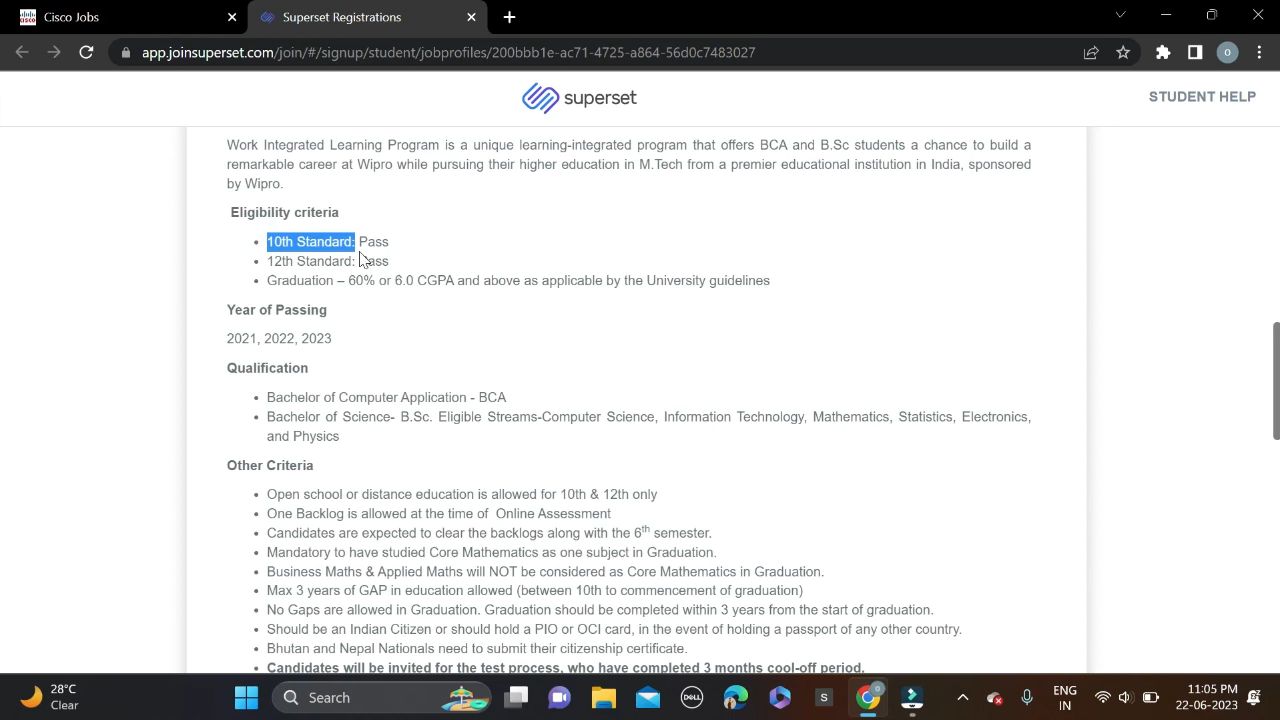 Cisco Jobs
Superset Registrations
app.joinsuperset.com/join/#/signup/student/jobprofiles/200bbb1e-ac71-4725-a864-56d0c7483027
superset
STUDENT HELP
Work Integrated Learning Program is a unique learning-integrated program that offers BCA and B.Sc students a chance to build a
remarkable career at Wipro while pursuing their higher education in M.Tech from a premier educational institution in India, sponsored
by Wipro.
Eligibility criteria
• 10th Standard: Pass
• 12th Standard: Pass
• Graduation – 60% or 6.0 CGPA and above as applicable by the University guidelines
Year of Passing
2021, 2022, 2023
Qualification
• Bachelor of Computer Application - BCA
• Bachelor of Science- B.Sc. Eligible Streams-Computer Science, Information Technology, Mathematics, Statistics, Electronics,
and Physics
Other Criteria
• Open school or distance education is allowed for 10th & 12th only
• One Backlog is allowed at the time of Online Assessment
• Candidates are expected to clear the backlogs along with the 6th semester.
• Mandatory to have studied Core Mathematics as one subject in Graduation.
• Business Maths & Applied Maths will NOT be considered as Core Mathematics in Graduation.
• Max 3 years of GAP in education allowed (between 10th to commencement of graduation)
• No Gaps are allowed in Graduation. Graduation should be completed within 3 years from the start of graduation.
• Should be an Indian Citizen or should hold a PIO or OCI card, in the event of holding a passport of any other country.
• Bhutan and Nepal Nationals need to submit their citizenship certificate.
• Candidates will be invited for the test process, who have completed 3 months cool-off period.
28°C
Clear
Search
DELL
S
ENG
IN
11:05 PM
22-06-2023